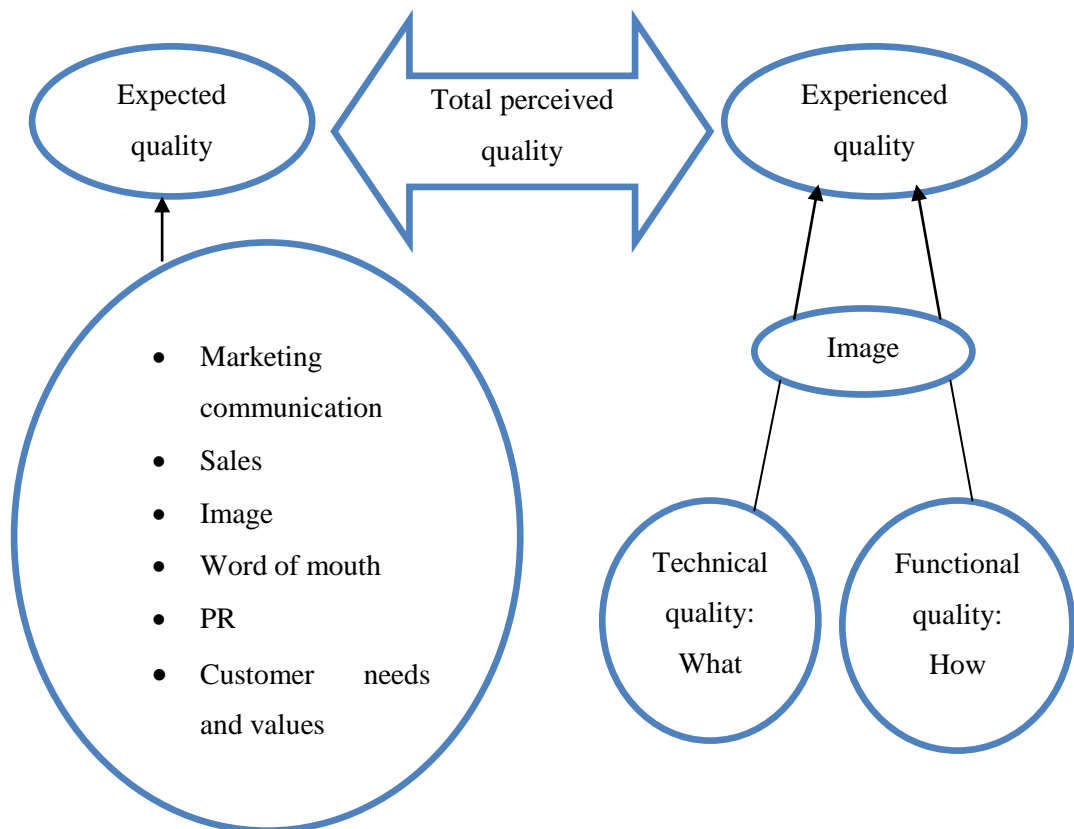 Expected
quality
Total perceived
quality
Experienced
quality
• Marketing
communication
• Sales
• Image
• Word of mouth
• PR
• Customer needs
and values
Image
Technical
quality:
What
Functional
quality:
How